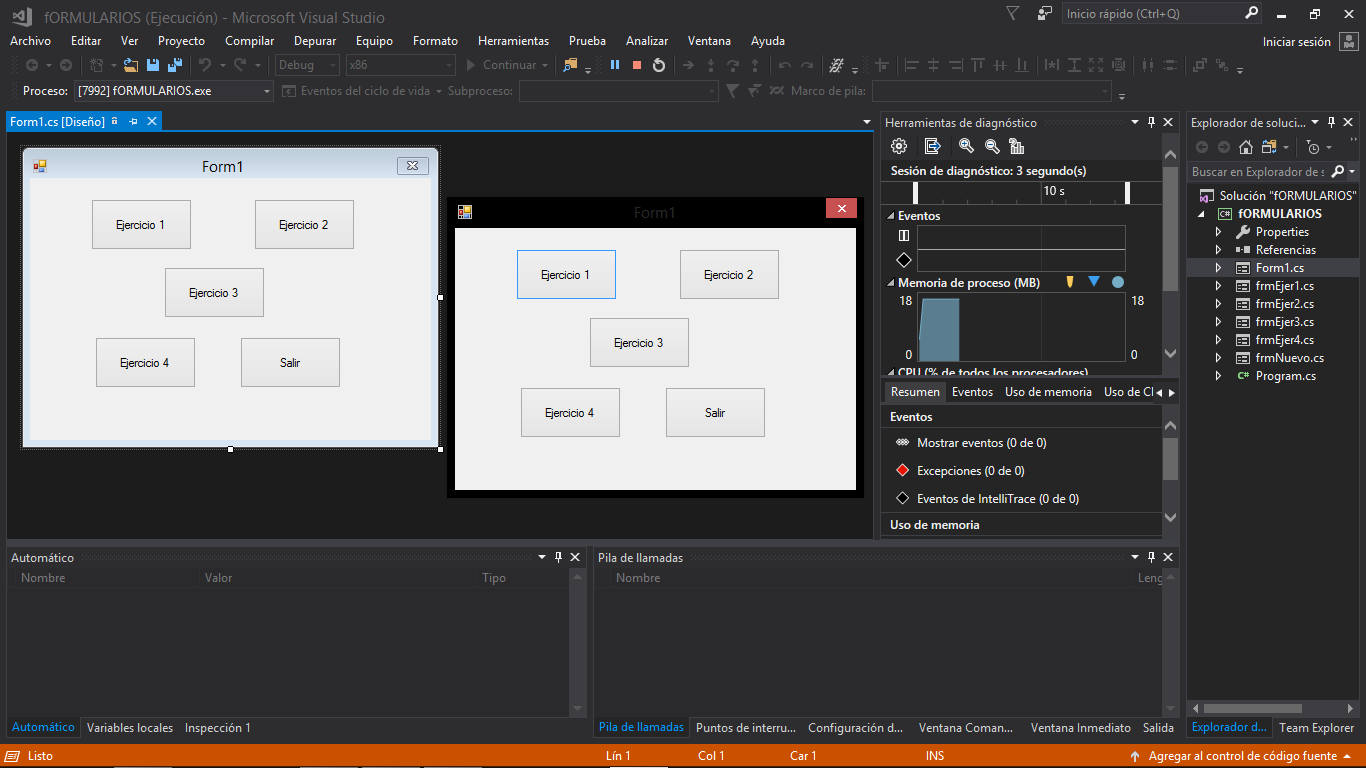 fORMULARIOS (Ejecución) - Microsoft Visual Studio
Inicio rápido (Ctrl+Q)
Archivo Editar Ver Proyecto Compilar Depurar Equipo Formato Herramientas Prueba Analizar Ventana Ayuda
Iniciar sesión
Debug x86 Continuar
Proceso: [7992] fORMULARIOS.exe Eventos del ciclo de vida Subproceso: Marco de pila:
Form1.cs [Diseño]
Form1
Ejercicio 1 Ejercicio 2
Ejercicio 3
Ejercicio 4 Salir
Form1
Ejercicio 1 Ejercicio 2
Ejercicio 3
Ejercicio 4 Salir
Herramientas de diagnóstico
Sesión de diagnóstico: 3 segundo(s)
10 s
Eventos
Memoria de proceso (MB)
18 18
0 0
CPU (% de todos los procesadores)
Resumen Eventos Uso de memoria Uso de CI
Eventos
Mostrar eventos (0 de 0)
Excepciones (0 de 0)
Eventos de IntelliTrace (0 de 0)
Uso de memoria
Explorador de soluci...
Buscar en Explorador de s
Solución "fORMULARIOS"
C# fORMULARIOS
Properties
Referencias
Form1.cs
frmEjer1.cs
frmEjer2.cs
frmEjer3.cs
frmEjer4.cs
frmNuevo.cs
C# Program.cs
Automático
Nombre Valor Tipo
Automático Variables locales Inspección 1
Pila de llamadas
Nombre Leng
Pila de llamadas Puntos de interru... Configuración d... Ventana Coman... Ventana Inmediato Salida
Explorador d... Team Explorer
Listo Lín 1 Col 1 Car 1 INS Agregar al control de código fuente